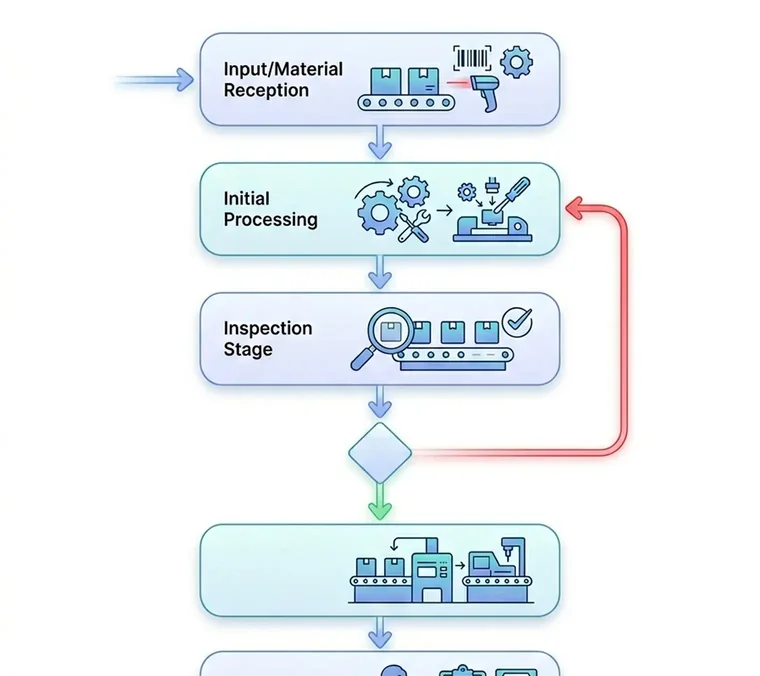 Input/Material
Reception
Initial
Processing
Inspection
Stage